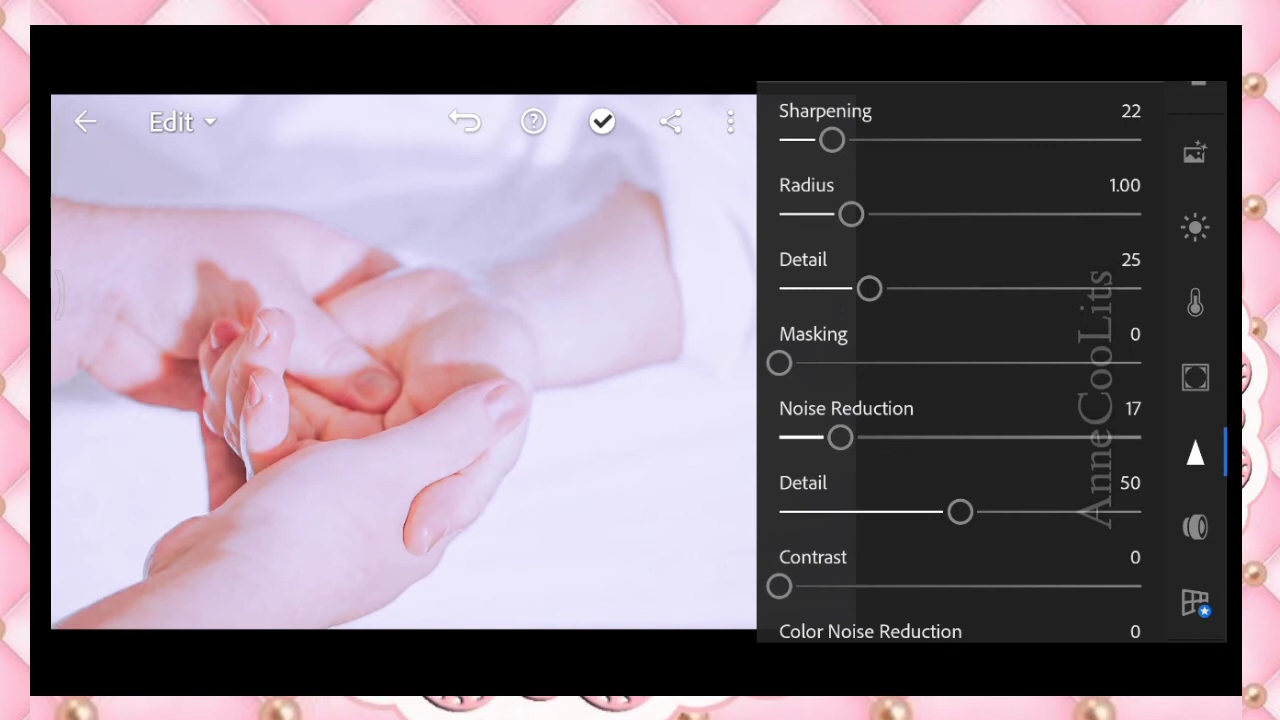 Edit
Sharpening 22
Radius 1.00
Detail 25
Masking 0
Noise Reduction 17
Detail 50
Contrast 0
Color Noise Reduction 0
AnneCooLits